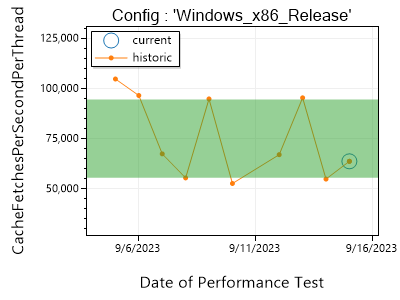 Config : 'Windows_x86_Release'
CacheFetchesPerSecondPerThread
125,000
100,000
75,000
50,000
current
historic
9/6/2023
9/11/2023
9/16/2023
Date of Performance Test